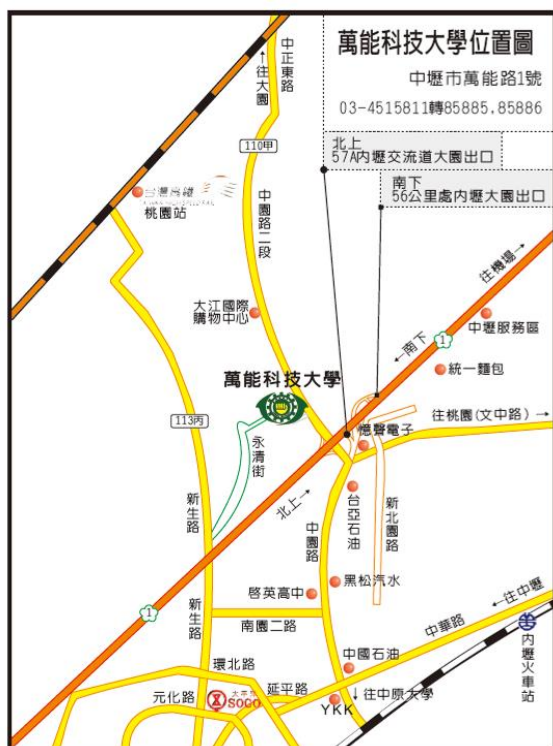 萬能科技大學位置圖
中壢市萬能路1號
03-4515811轉85885.85886
北上
57A內壢交流道大園出口
南下
56公里處內壢大園出口
中正東路
←往大園
110甲
中園路二段
台灣高鐵
桃園站
大江國際
購物中心
萬能科技大學
113丙
永清街
新生路
往機場→
中壢服務區
1
←南下
統一麵包
往桃園(文中路)→
憶聲電子
北上→
台亞石油
新北園路
中園路
黑松汽水
啓英高中
1
新生路
南園二路
←往中壢
中華路
內壢火車站
環北路
中國石油
元化路
太平洋
SOGO
延平路
↓往中原大學
YKK